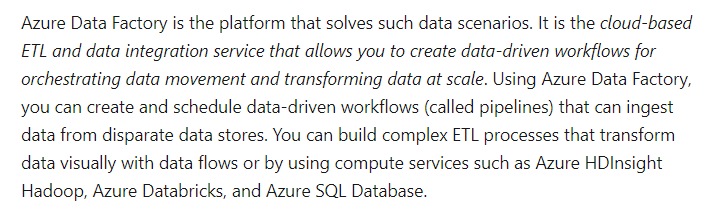 Azure Data Factory is the platform that solves such data scenarios. It is the cloud-based
ETL and data integration service that allows you to create data-driven workflows for
orchestrating data movement and transforming data at scale. Using Azure Data Factory,
you can create and schedule data-driven workflows (called pipelines) that can ingest
data from disparate data stores. You can build complex ETL processes that transform
data visually with data flows or by using compute services such as Azure HDInsight
Hadoop, Azure Databricks, and Azure SQL Database.